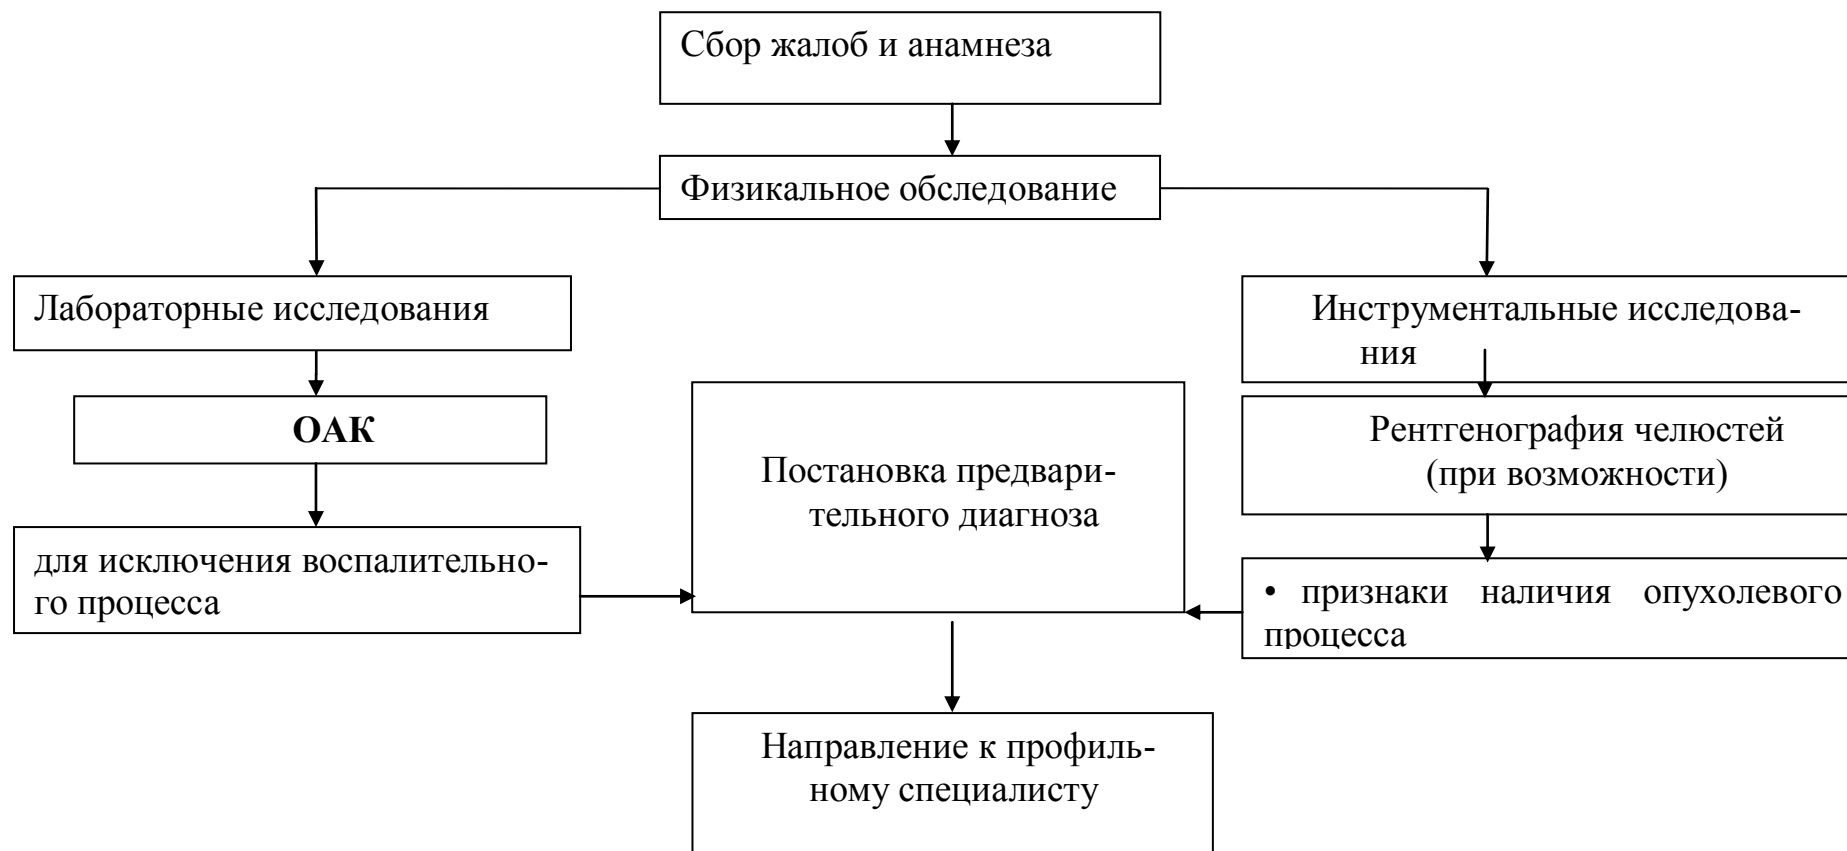 Сбор жалоб и анамнеза
Физикальное обследование
Лабораторные исследования
Инструментальные исследова-
ния
ОАК
Рентгенография челюстей
(при возможности)
Постановка предвари-
тельного диагноза
для исключения воспалительно-
го процесса
• признаки наличия опухолевого
процесса
Направление к профиль-
ному специалисту